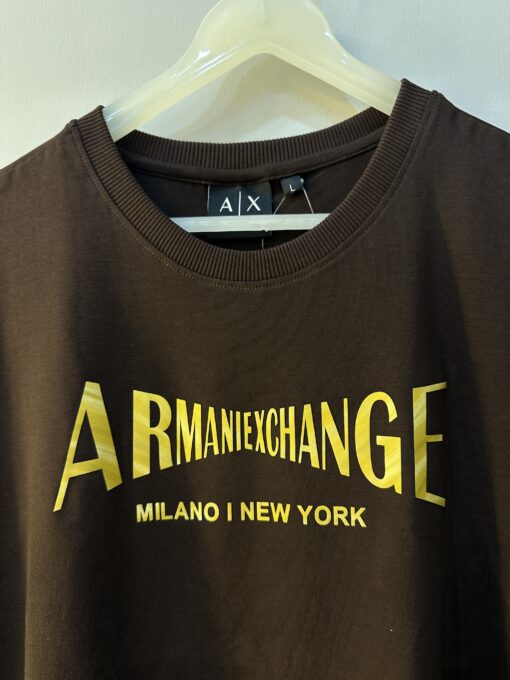 A|X
L
ARMANIEXCHANGE
MILANO | NEW YORK